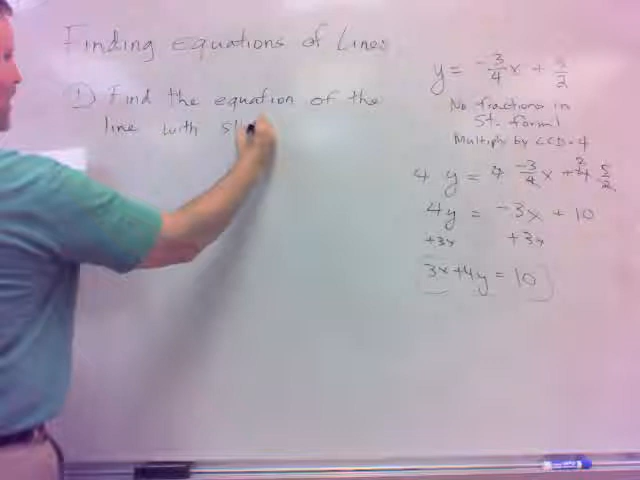 Finding Equations of Line:
1) Find the equation of the
line with sl
y = -3/4 x + 5/2
No fractions in
St. form!
Multiply by LCD = 4
4 y = 4 -3/4 x + 4 5/2
4y = -3x + 10
+3x +3x
3x+4y = 10